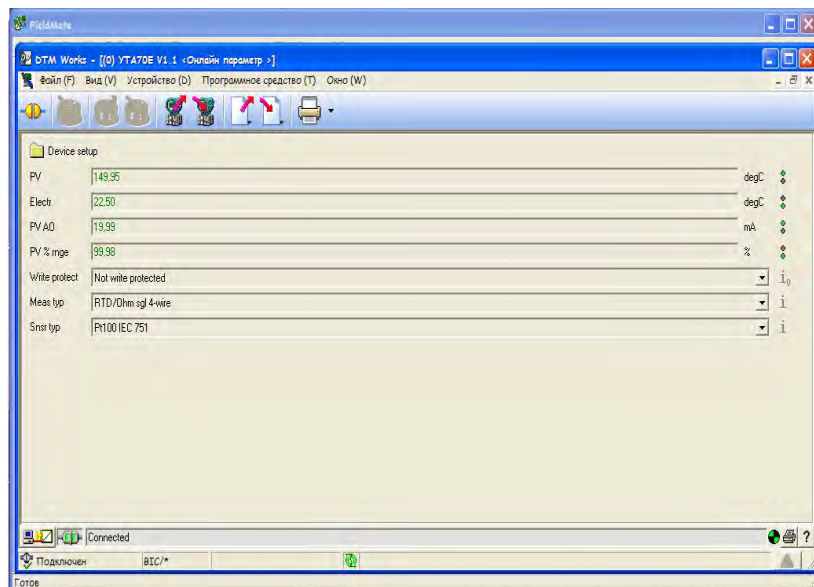 FieldMate
DTM Works - [(0) YTA70E V1.1 <Онлайн параметр >]
Файл (F) Вид (V) Устройство (D) Программное средство (T) Окно (W)
Device setup
PV 149,95 degC
Electr 22,50 degC
PV AO 19,99 mA
PV % rnge 99,98 %
Write protect Not write protected
Meas typ RTD/Ohm sgl 4-wire
Snsr typ Pt100 IEC 751
Connected
Подключен BIC/*
Готов